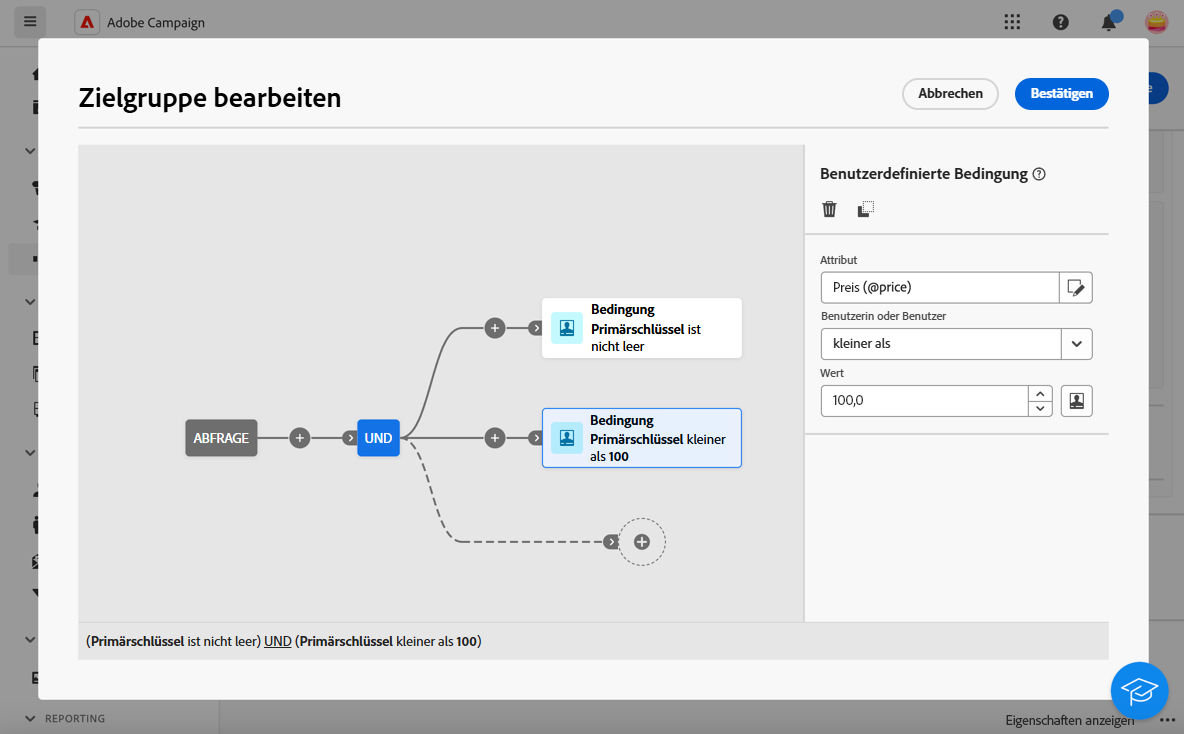 Adobe Campaign
Zielgruppe bearbeiten
Abbrechen
Bestätigen
Benutzerdefinierte Bedingung
Attribut
Preis (@price)
Benutzerin oder Benutzer
kleiner als
Wert
100,0
Bedingung
Primärschlüssel ist
nicht leer
ABFRAGE
UND
Bedingung
Primärschlüssel kleiner
als 100
(Primärschlüssel ist nicht leer) UND (Primärschlüssel kleiner als 100)
REPORTING
Eigenschaften anzeigen